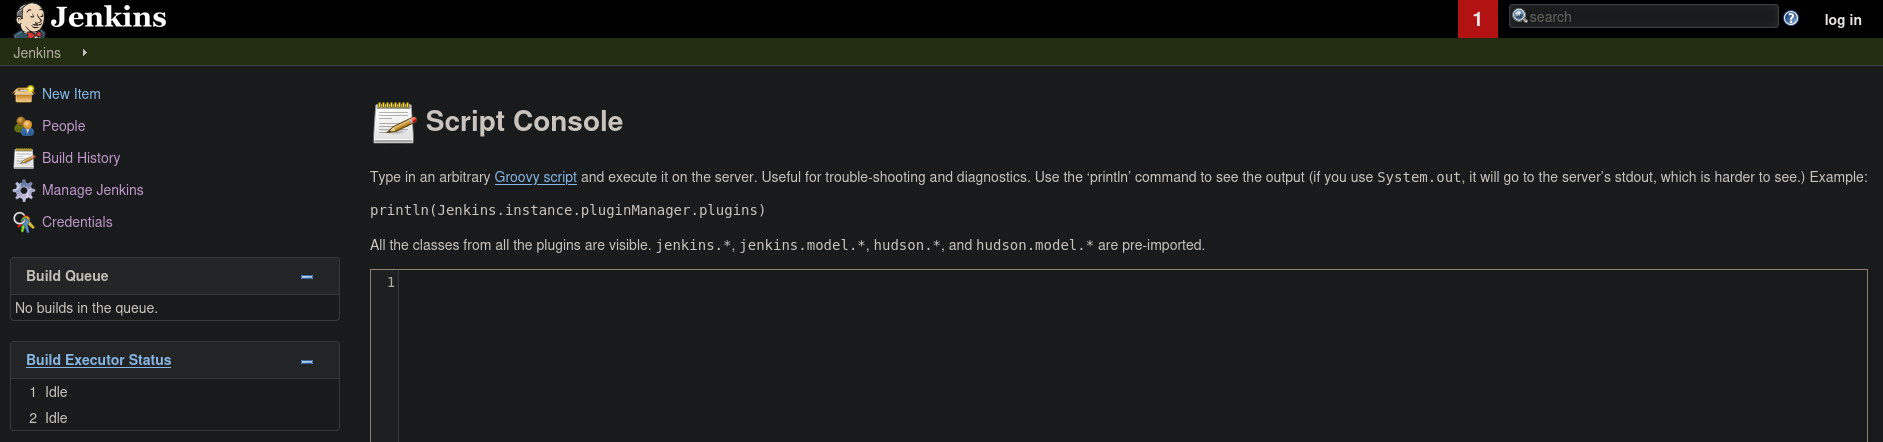 Jenkins
1
search
log in
Jenkins
New Item
People
Build History
Manage Jenkins
Credentials
Build Queue
No builds in the queue.
Build Executor Status
1 Idle
2 Idle
Script Console
Type in an arbitrary Groovy script and execute it on the server. Useful for trouble-shooting and diagnostics. Use the ‘println’ command to see the output (if you use System.out, it will go to the server’s stdout, which is harder to see.) Example:
println(Jenkins.instance.pluginManager.plugins)
All the classes from all the plugins are visible. jenkins.*, jenkins.model.*, hudson.*, and hudson.model.* are pre-imported.
1